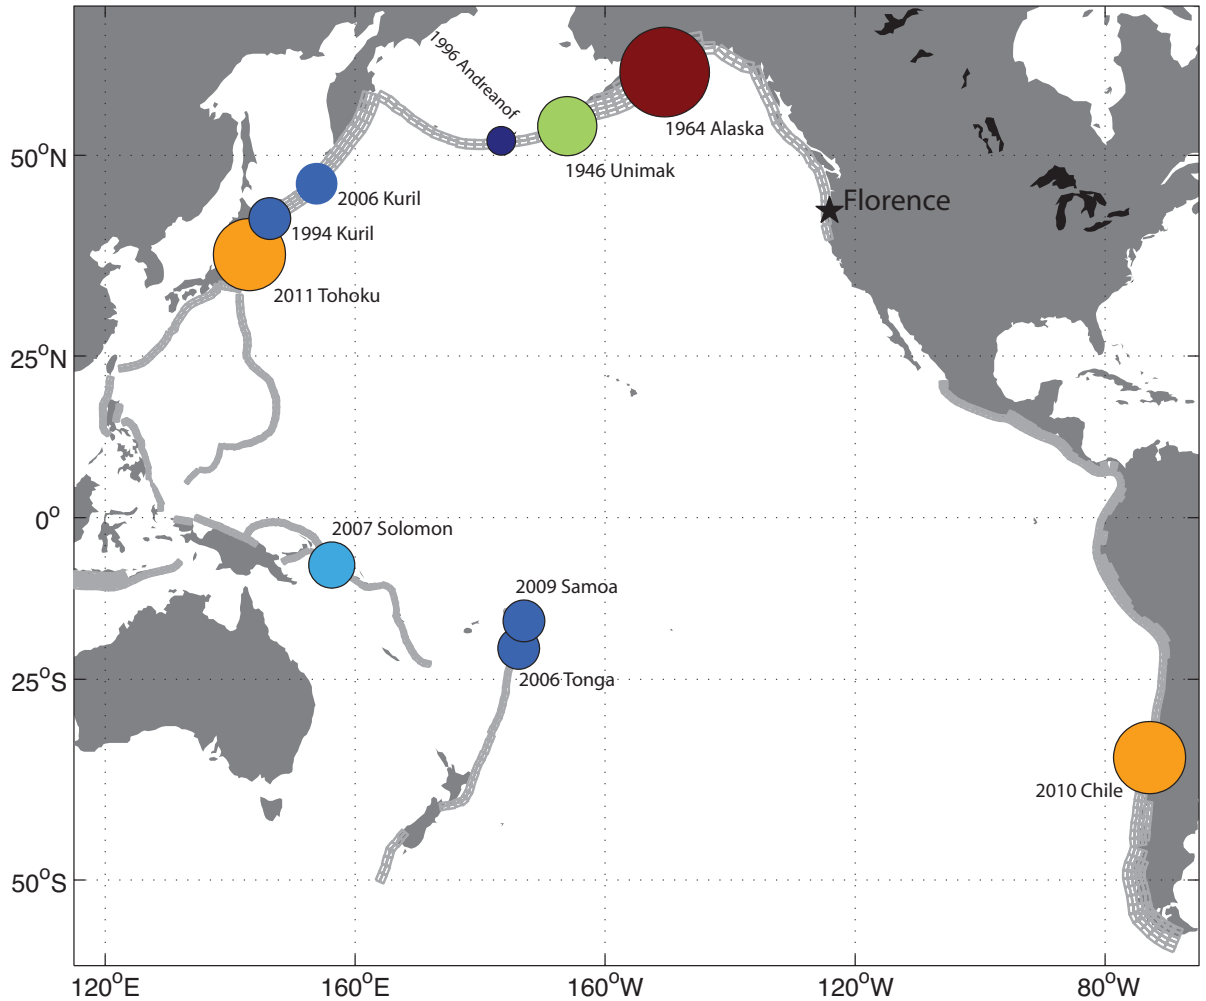 1996 Andreanof
1964 Alaska
50°N
1946 Unimak
2006 Kuril
Florence
1994 Kuril
2011 Tohoku
25°N
0°
2007 Solomon
2009 Samoa
25°S
2006 Tonga
2010 Chile
50°S
120°E
160°E
160°W
120°W
80°W